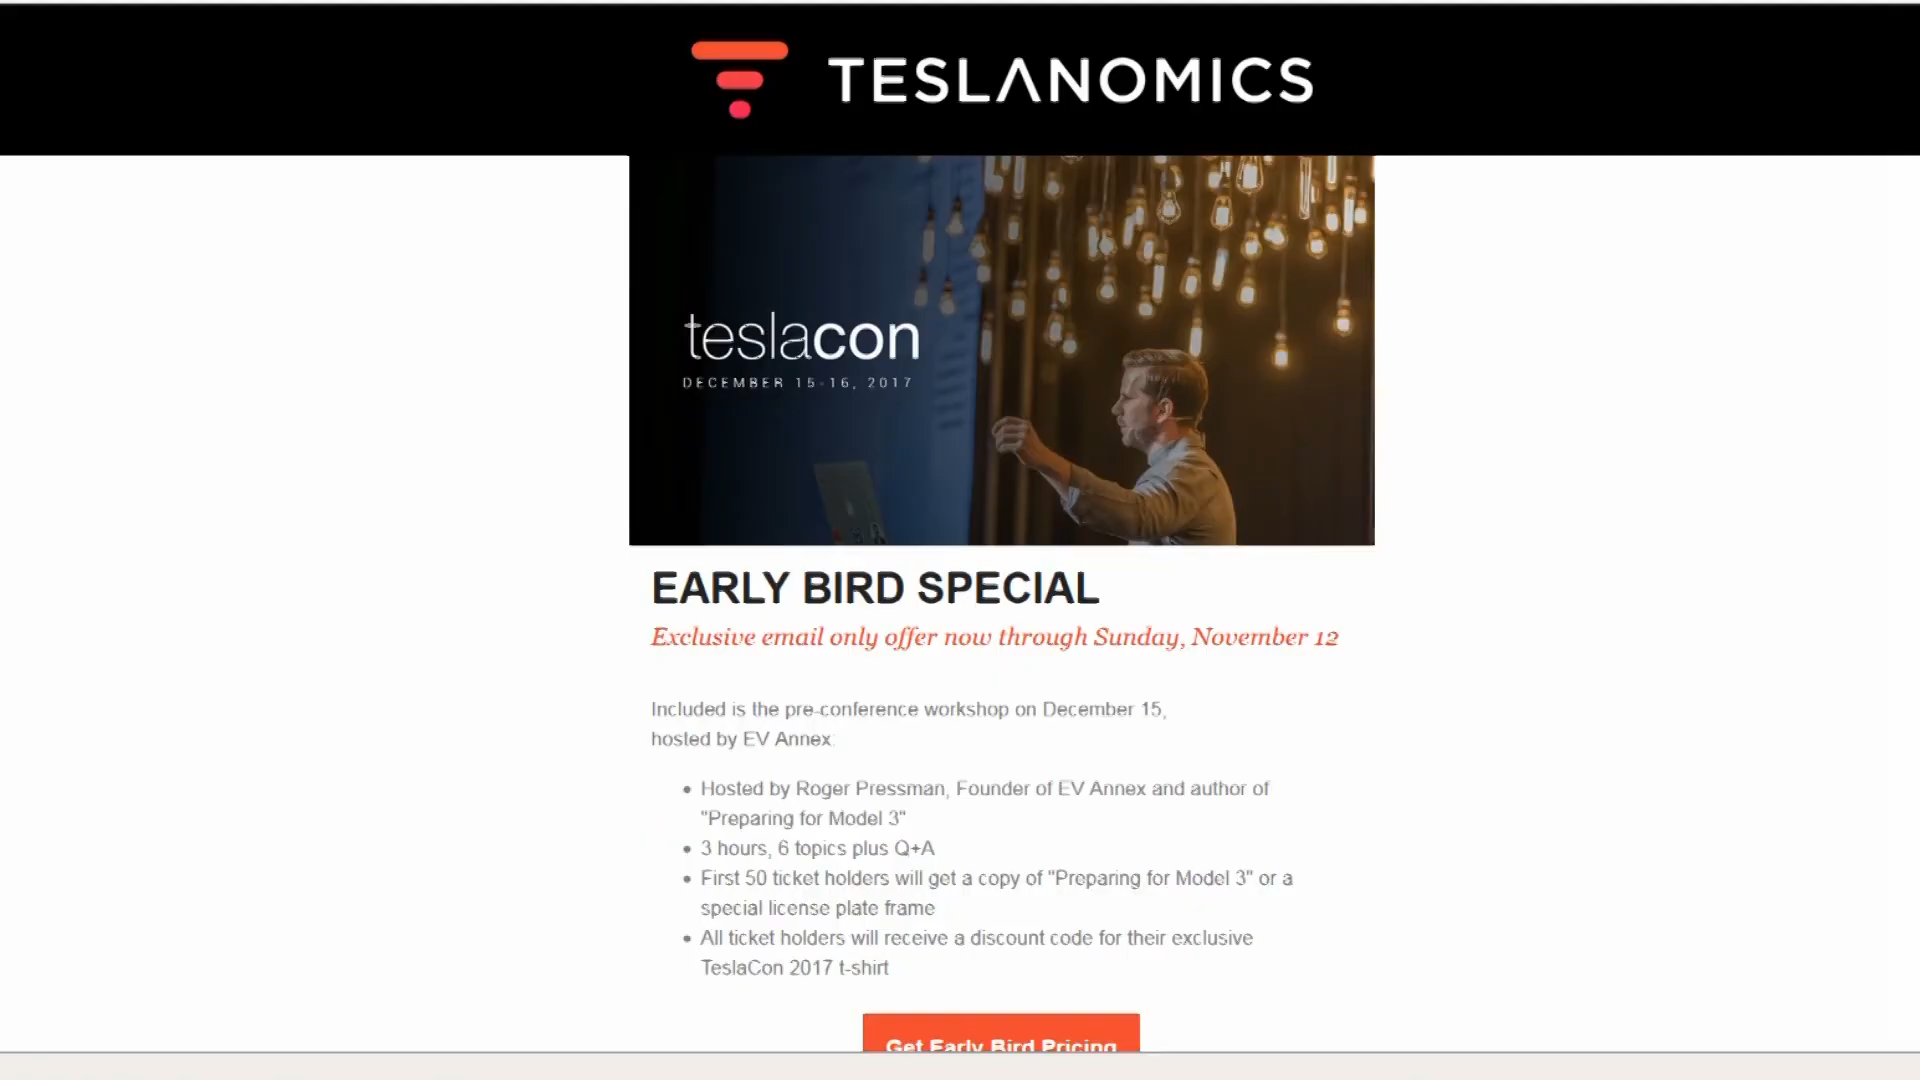 TESLANOMICS
teslacon
DECEMBER 15-16, 2017
EARLY BIRD SPECIAL
Exclusive email only offer now through Sunday, November 12
Included is the pre-conference workshop on December 15,
hosted by EV Annex:
Hosted by Roger Pressman, Founder of EV Annex and author of
"Preparing for Model 3"
3 hours, 6 topics plus Q+A
First 50 ticket holders will get a copy of "Preparing for Model 3" or a
special license plate frame
All ticket holders will receive a discount code for their exclusive
TeslaCon 2017 t-shirt
Get Early Bird Pricing